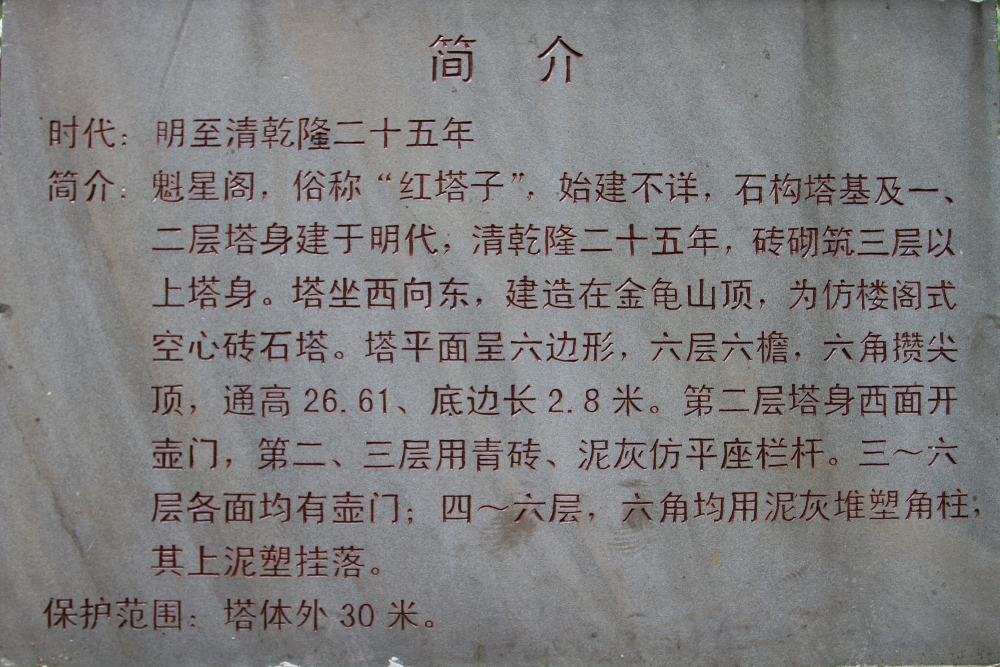 简 介
时代：明至清乾隆二十五年
简介：魁星阁，俗称“红塔子”，始建不详，石构塔基及一、
二层塔身建于明代，清乾隆二十五年，砖砌筑三层以
上塔身。塔坐西向东，建造在金龟山顶，为仿楼阁式
空心砖石塔。塔平面呈六边形，六层六檐，六角攒尖
顶，通高26.61、底边长2.8米。第二层塔身西面开
壶门，第二、三层用青砖、泥灰仿平座栏杆。三～六
层各面均有壶门；四～六层，六角均用泥灰堆塑角柱；
其上泥塑挂落。
保护范围：塔体外30米。